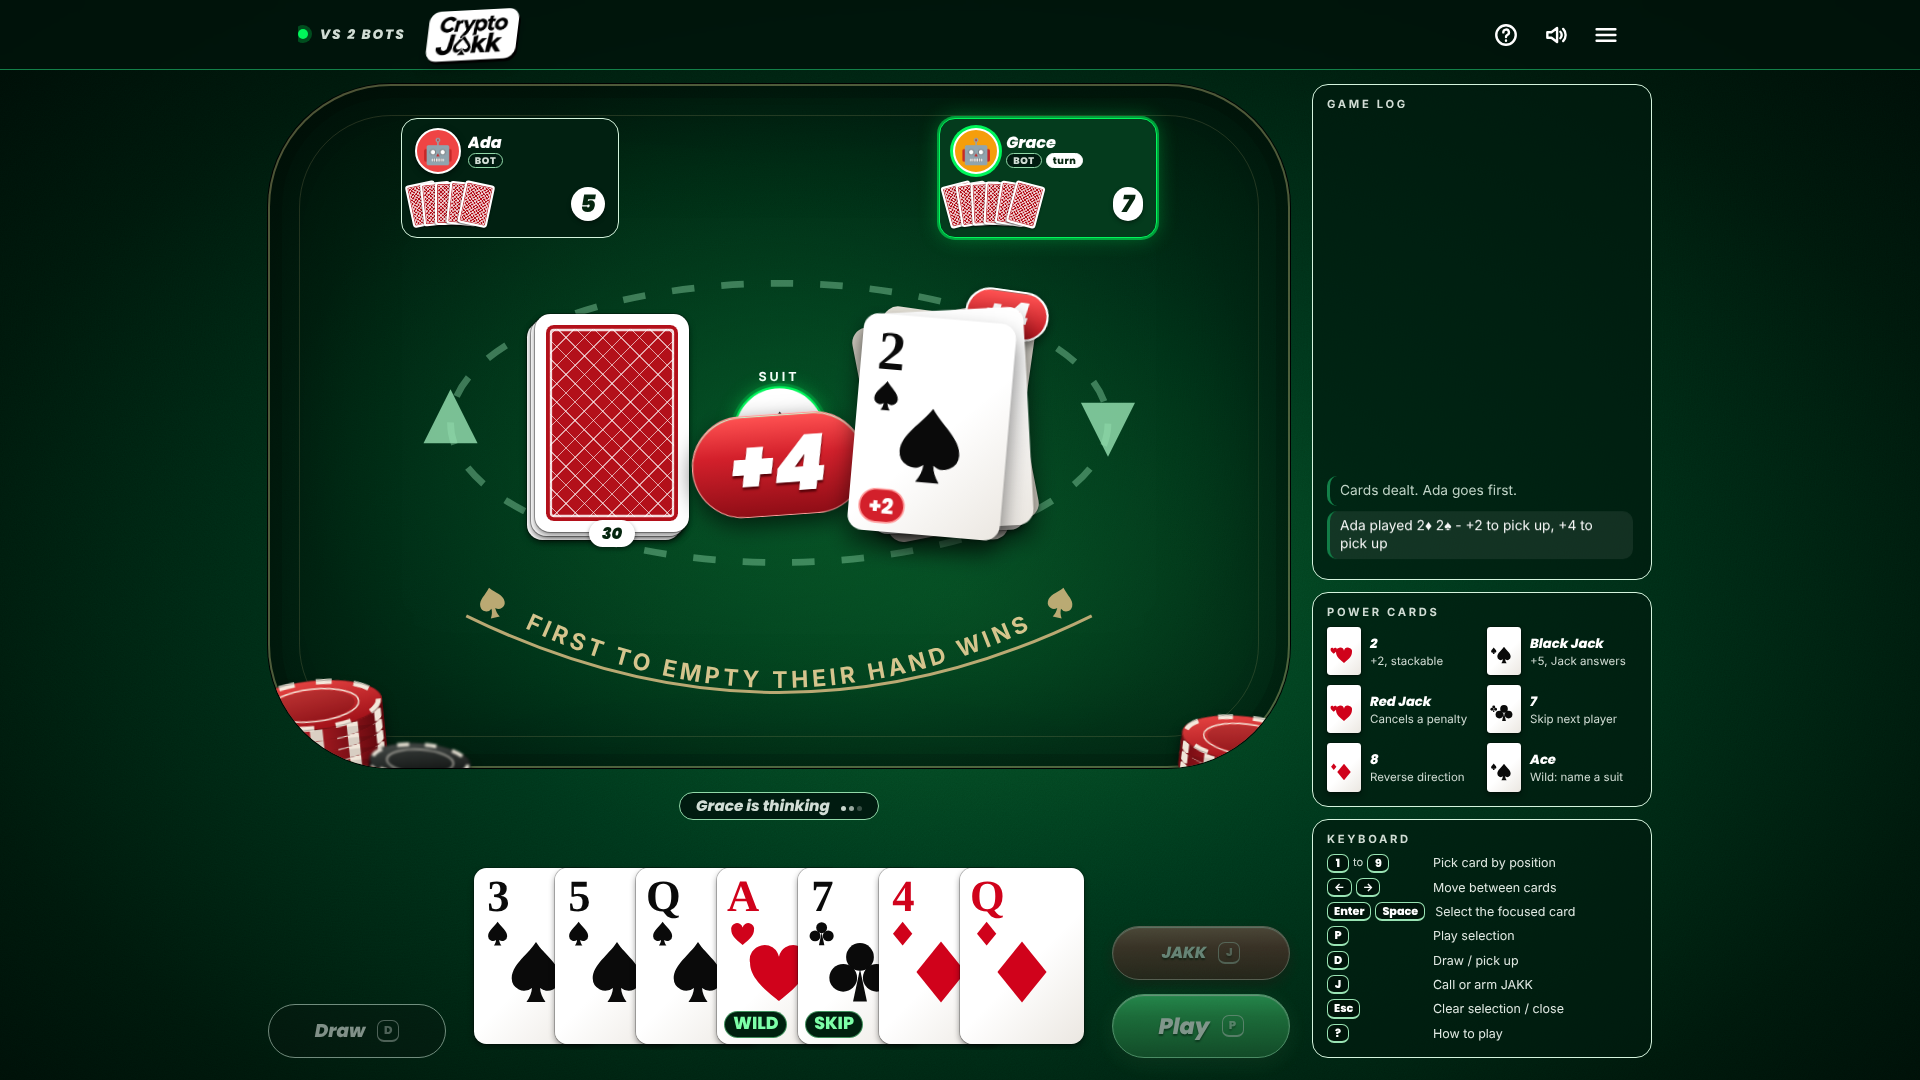 VS 2 BOTS
Crypto
Jakk
Ada
BOT
5
Grace
BOT turn
7
SUIT
+4
2
+2
30
FIRST TO EMPTY THEIR HAND WINS
Grace is thinking
3
5
Q
A
WILD
7
SKIP
4
Q
Draw D
JAKK J
Play P
GAME LOG
Cards dealt. Ada goes first.
Ada played 2♦ 2♠ - +2 to pick up, +4 to
pick up
POWER CARDS
2
+2, stackable
Black Jack
+5, Jack answers
Red Jack
Cancels a penalty
7
Skip next player
8
Reverse direction
Ace
Wild: name a suit
KEYBOARD
1 to 9 Pick card by position
← → Move between cards
Enter Space Select the focused card
P Play selection
D Draw / pick up
J Call or arm JAKK
Esc Clear selection / close
? How to play